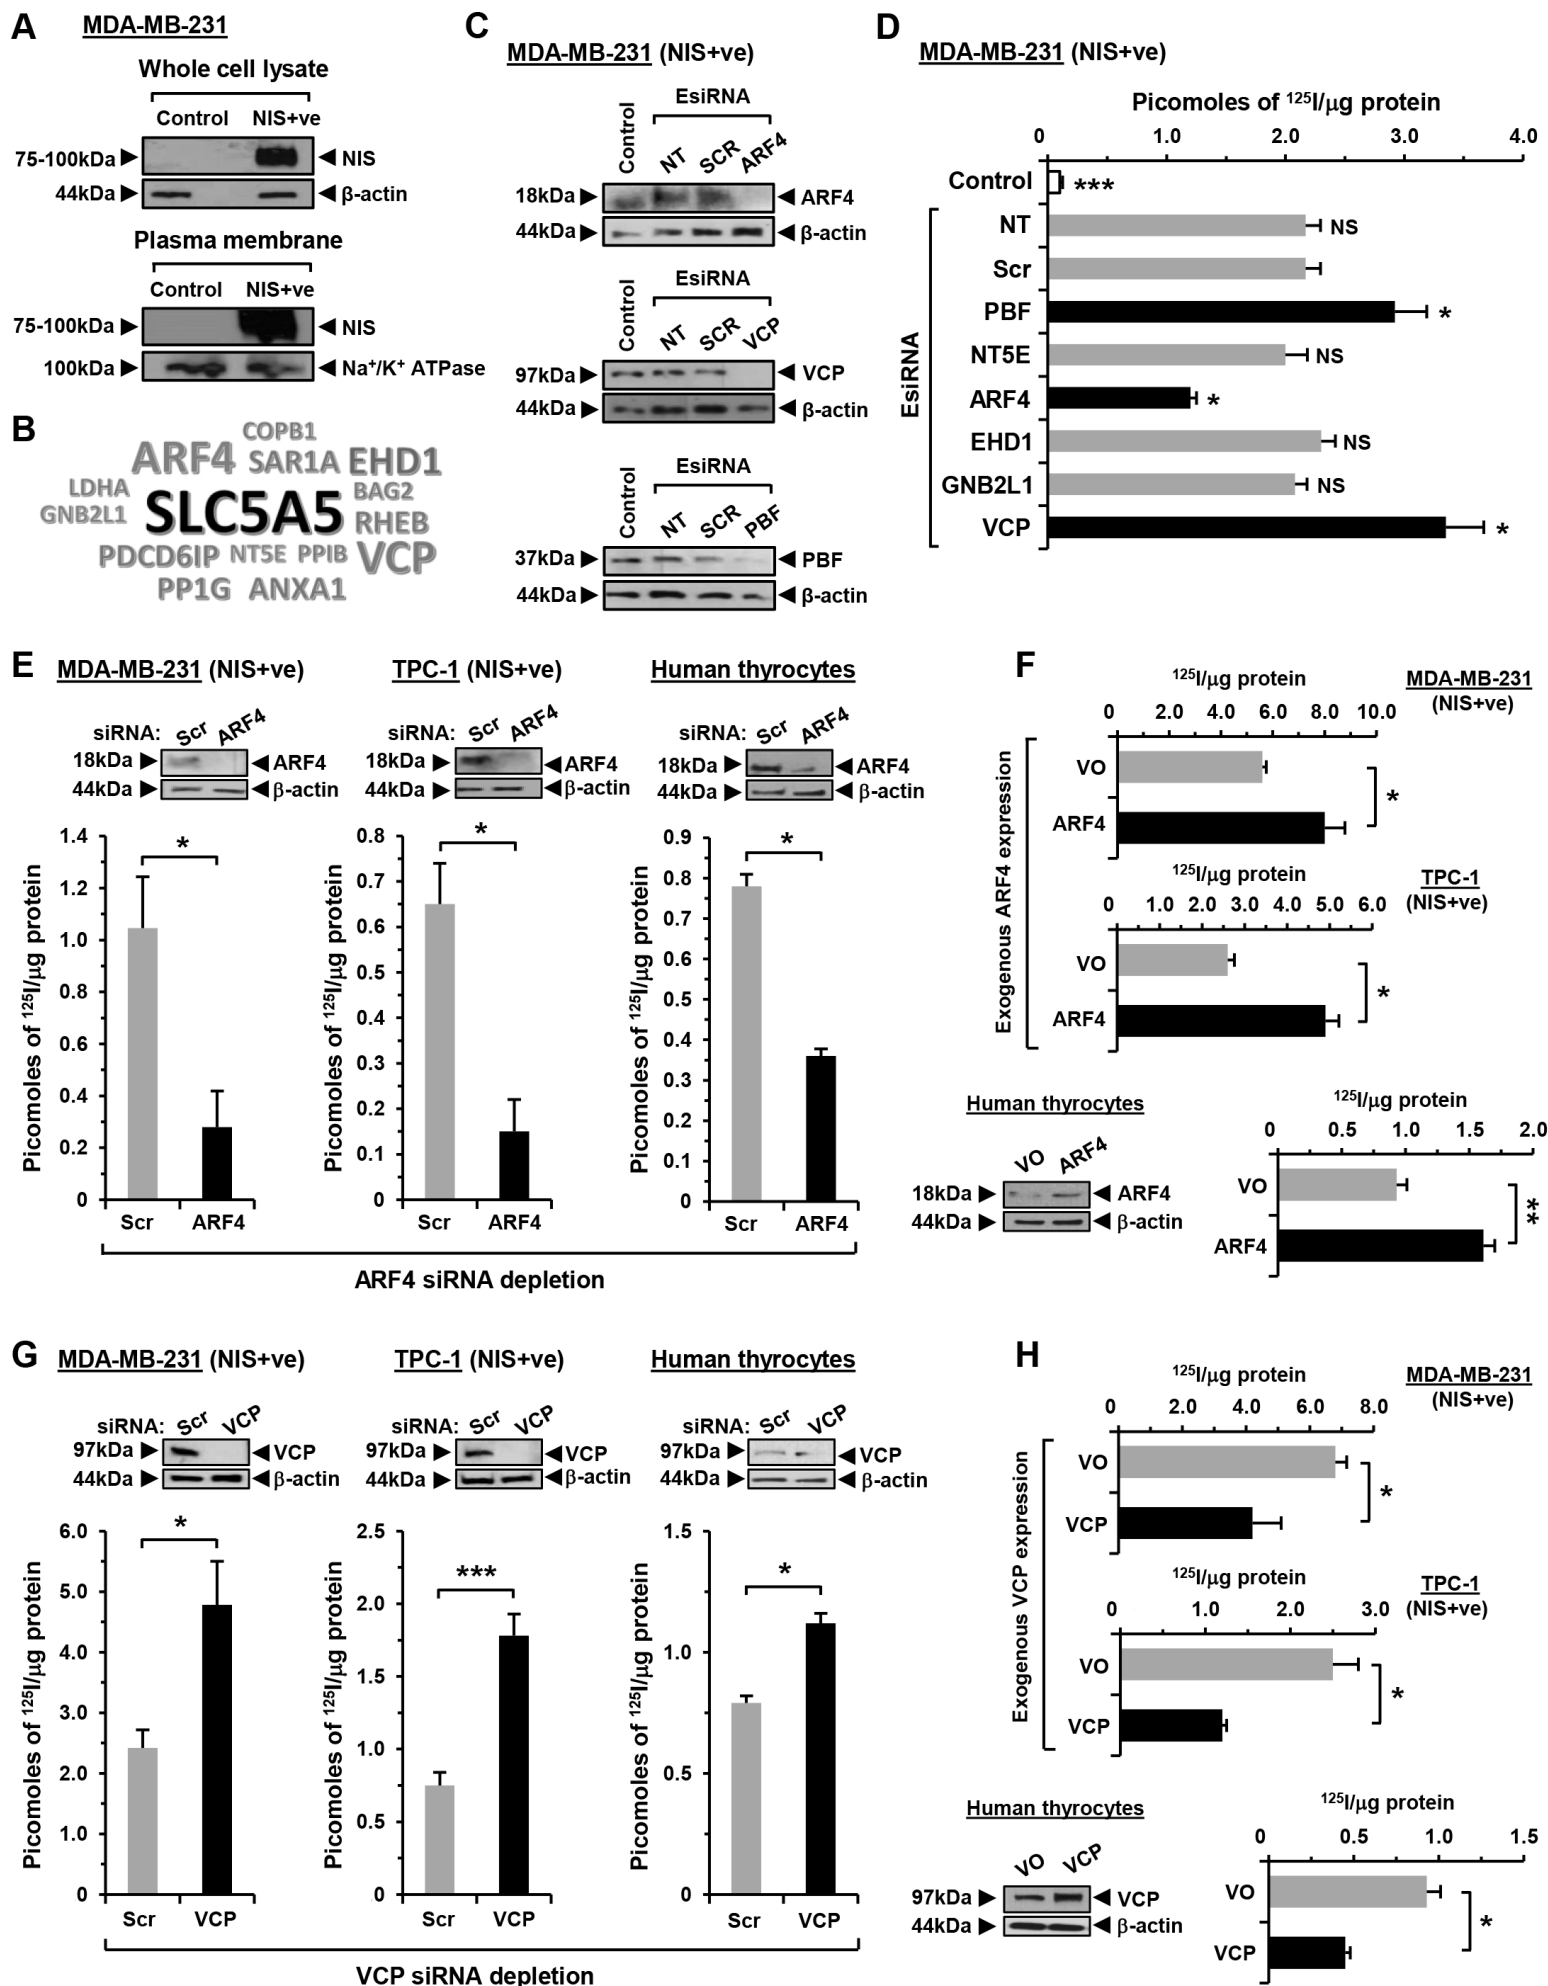 A
MDA-MB-231
Whole cell lysate
Control NIS+ve
75-100kDa NIS
44kDa β-actin
Plasma membrane
Control NIS+ve
75-100kDa NIS
100kDa Na⁺/K⁺ ATPase
B
COPB1
ARF4 SAR1A EHD1
LDHA SLC5A5 BAG2
GNB2L1 RHEB
PDCD6IP NT5E PPIB VCP
PP1G ANXA1
C
MDA-MB-231 (NIS+ve)
EsiRNA
Control NT SCR ARF4
18kDa ARF4
44kDa β-actin
EsiRNA
Control NT SCR VCP
97kDa VCP
44kDa β-actin
EsiRNA
Control NT SCR PBF
37kDa PBF
44kDa β-actin
D
MDA-MB-231 (NIS+ve)
Picomoles of ¹²⁵I/μg protein
0 1.0 2.0 3.0 4.0
Control ***
EsiRNA
NT NS
Scr
PBF *
NT5E NS
ARF4 *
EHD1 NS
GNB2L1 NS
VCP *
E
MDA-MB-231 (NIS+ve)
siRNA: Scr ARF4
18kDa ARF4
44kDa β-actin
Picomoles of ¹²⁵I/μg protein
1.4
1.2
1.0
0.8
0.6
0.4
0.2
0
*
Scr ARF4
TPC-1 (NIS+ve)
siRNA: Scr ARF4
18kDa ARF4
44kDa β-actin
Picomoles of ¹²⁵I/μg protein
0.8
0.7
0.6
0.5
0.4
0.3
0.2
0.1
0
*
Scr ARF4
Human thyrocytes
siRNA: Scr ARF4
18kDa ARF4
44kDa β-actin
Picomoles of ¹²⁵I/μg protein
0.9
0.8
0.7
0.6
0.5
0.4
0.3
0.2
0.1
0
*
Scr ARF4
ARF4 siRNA depletion
F
Exogenous ARF4 expression
¹²⁵I/μg protein
MDA-MB-231
(NIS+ve)
0 2.0 4.0 6.0 8.0 10.0
VO
ARF4
*
¹²⁵I/μg protein
TPC-1
(NIS+ve)
0 1.0 2.0 3.0 4.0 5.0 6.0
VO
ARF4
*
Human thyrocytes
VO ARF4
18kDa ARF4
44kDa β-actin
¹²⁵I/μg protein
0 0.5 1.0 1.5 2.0
VO
ARF4
**
G
MDA-MB-231 (NIS+ve)
siRNA: Scr VCP
97kDa VCP
44kDa β-actin
Picomoles of ¹²⁵I/μg protein
6.0
5.0
4.0
3.0
2.0
1.0
0
*
Scr VCP
TPC-1 (NIS+ve)
siRNA: Scr VCP
97kDa VCP
44kDa β-actin
Picomoles of ¹²⁵I/μg protein
2.5
2.0
1.5
1.0
0.5
0
***
Scr VCP
Human thyrocytes
siRNA: Scr VCP
97kDa VCP
44kDa β-actin
Picomoles of ¹²⁵I/μg protein
1.5
1.0
0.5
0
*
Scr VCP
VCP siRNA depletion
H
Exogenous VCP expression
¹²⁵I/μg protein
MDA-MB-231
(NIS+ve)
0 2.0 4.0 6.0 8.0
VO
VCP
*
¹²⁵I/μg protein
TPC-1
(NIS+ve)
0 1.0 2.0 3.0
VO
VCP
*
Human thyrocytes
VO VCP
97kDa VCP
44kDa β-actin
¹²⁵I/μg protein
0 0.5 1.0 1.5
VO
VCP
*